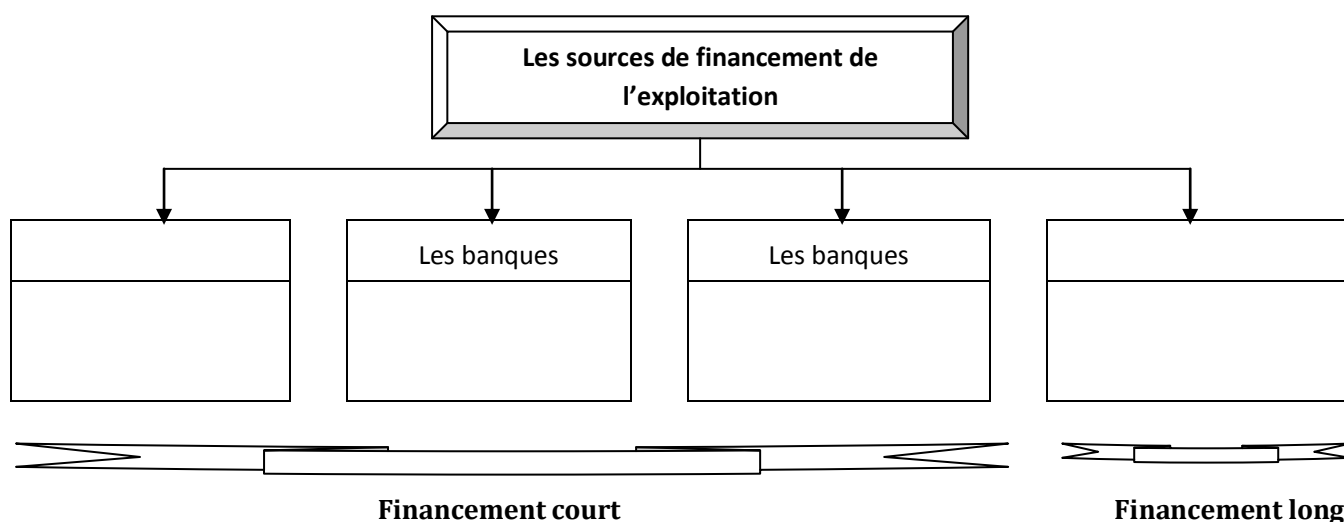 Les sources de financement de
l’exploitation
Les banques
Les banques
Financement court
Financement long